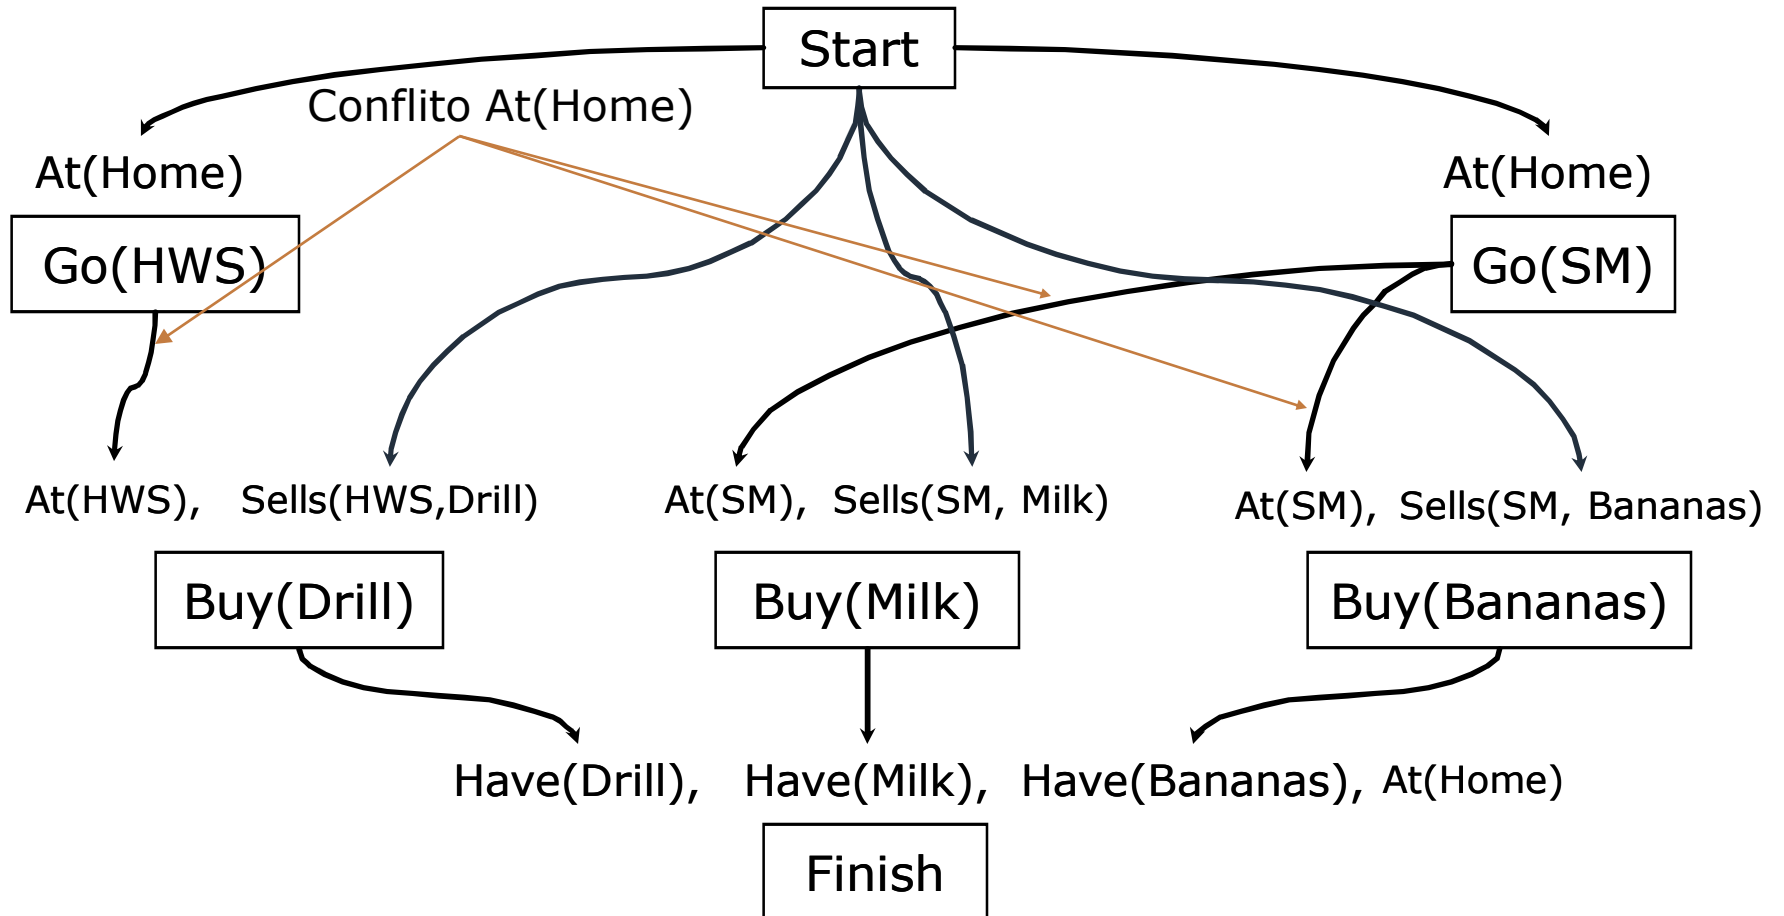 Start
Conflito At(Home)
At(Home)
At(Home)
Go(HWS)
Go(SM)
At(HWS), Sells(HWS,Drill)
At(SM), Sells(SM, Milk)
At(SM), Sells(SM, Bananas)
Buy(Drill)
Buy(Milk)
Buy(Bananas)
Have(Drill), Have(Milk), Have(Bananas), At(Home)
Finish